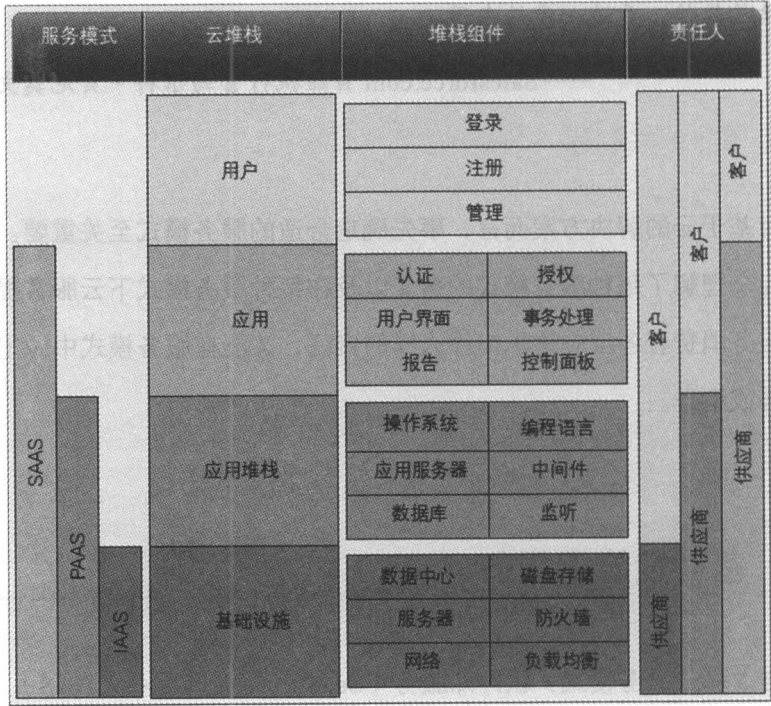 服务模式 云堆栈 堆栈组件 责任人
用户
登录
注册
管理
应用
认证 授权
用户界面 事务处理
报告 控制面板
应用堆栈
操作系统 编程语言
应用服务器 中间件
数据库 监听
基础设施
数据中心 磁盘存储
服务器 防火墙
网络 负载均衡
SAAS
PAAS
IAAS
客户
供应商
客户
供应商
客户
供应商